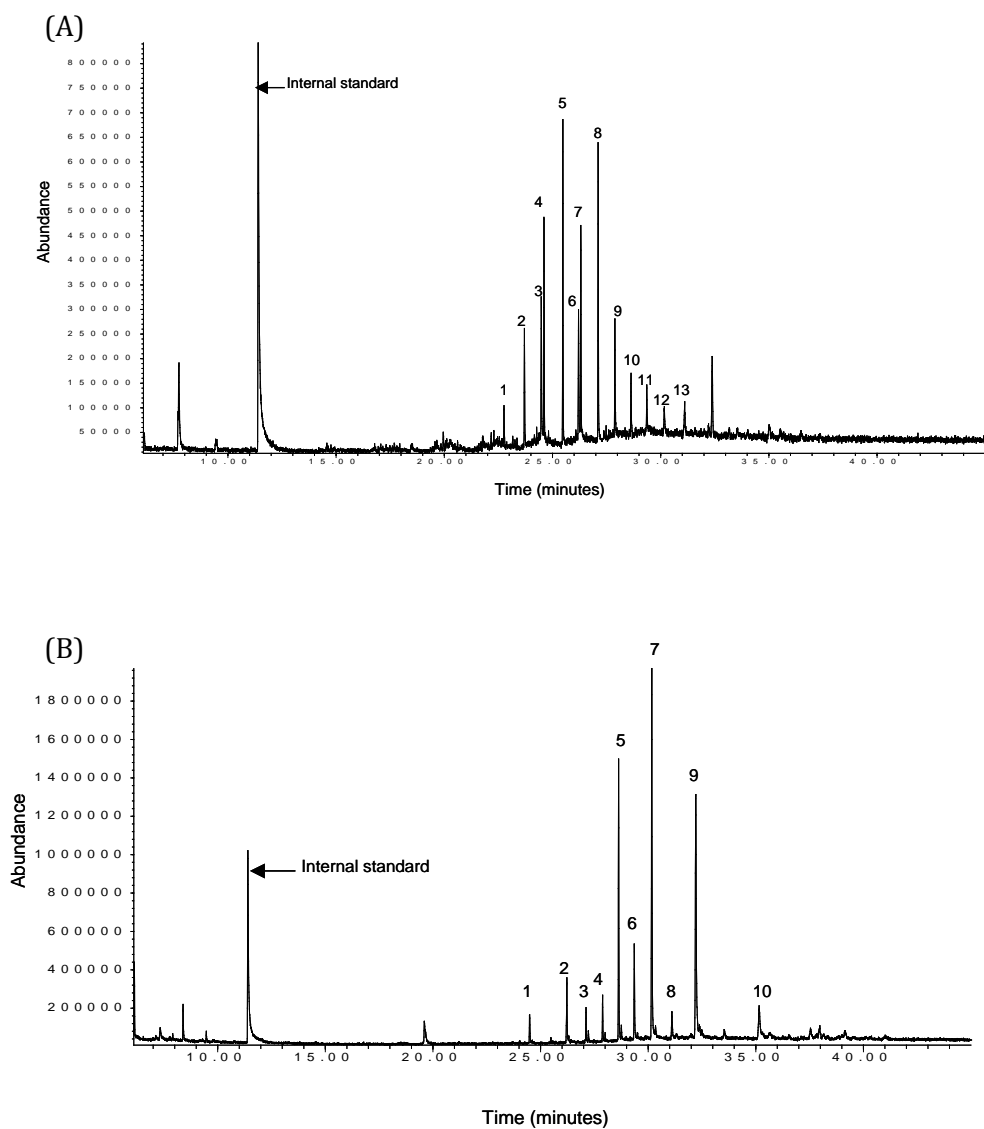 (A)
8 0 0 0 0 0
Internal standard
7 5 0 0 0 0
7 0 0 0 0 0
5
6 5 0 0 0 0
8
6 0 0 0 0 0
5 5 0 0 0 0
5 0 0 0 0 0
4
7
4 5 0 0 0 0
4 0 0 0 0 0
3 5 0 0 0 0
3
6
9
3 0 0 0 0 0
2
2 5 0 0 0 0
2 0 0 0 0 0
10
1
11
13
1 5 0 0 0 0
12
1 0 0 0 0 0
5 0 0 0 0
Abundance
1 0 . 0 0
1 5 . 0 0
2 0 . 0 0
2 5 . 0 0
3 0 . 0 0
3 5 . 0 0
4 0 . 0 0
Time (minutes)
(B)
7
1 8 0 0 0 0 0
5
1 6 0 0 0 0 0
9
1 4 0 0 0 0 0
1 2 0 0 0 0 0
1 0 0 0 0 0 0
Internal standard
8 0 0 0 0 0
6
6 0 0 0 0 0
2
4
4 0 0 0 0 0
1
3
8
10
2 0 0 0 0 0
Abundance
1 0 . 0 0
1 5 . 0 0
2 0 . 0 0
2 5 . 0 0
3 0 . 0 0
3 5 . 0 0
4 0 . 0 0
Time (minutes)